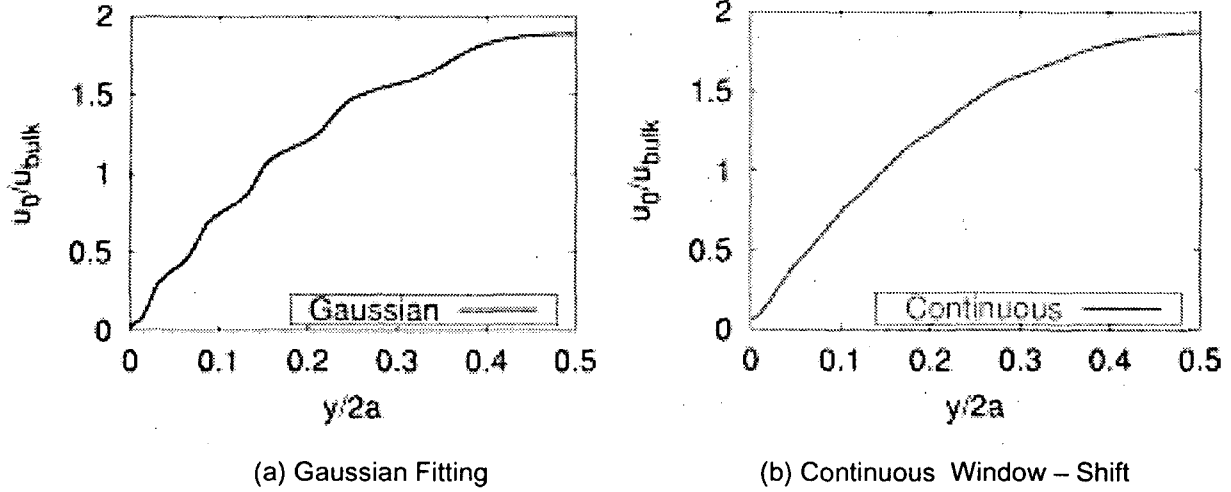 2
1.5
1
0.5
0
u₀/u_bulk
Gaussian
0 0.1 0.2 0.3 0.4 0.5
y/2a
(a) Gaussian Fitting
2
1.5
1
0.5
0
u₀/u_bulk
Continuous
0 0.1 0.2 0.3 0.4 0.5
y/2a
(b) Continuous Window – Shift